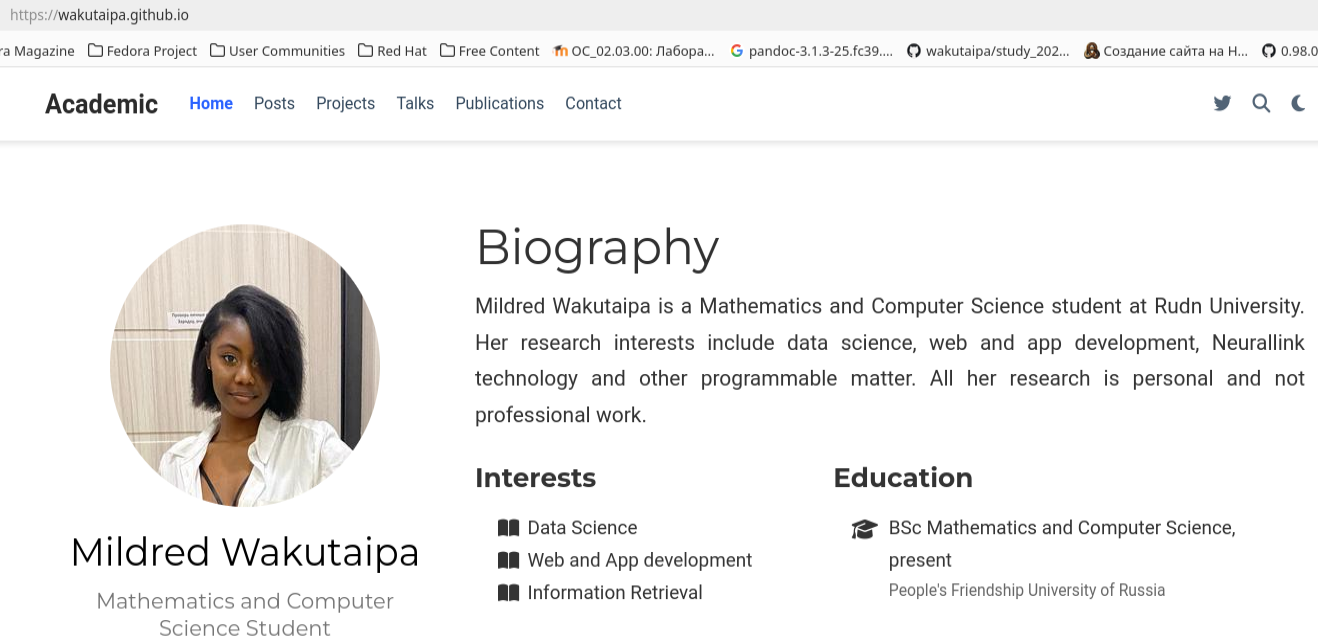 https://wakutaipa.github.io
ra Magazine Fedora Project User Communities Red Hat Free Content ОС_02.03.00: Лабора... pandoc-3.1.3-25.fc39.... wakutaipa/study_202... Создание сайта на H... 0.98.0
Academic Home Posts Projects Talks Publications Contact
Biography
Mildred Wakutaipa is a Mathematics and Computer Science student at Rudn University.
Her research interests include data science, web and app development, Neurallink
technology and other programmable matter. All her research is personal and not
professional work.
Interests
Data Science
Web and App development
Information Retrieval
Education
BSc Mathematics and Computer Science,
present
People's Friendship University of Russia
Mildred Wakutaipa
Mathematics and Computer
Science Student